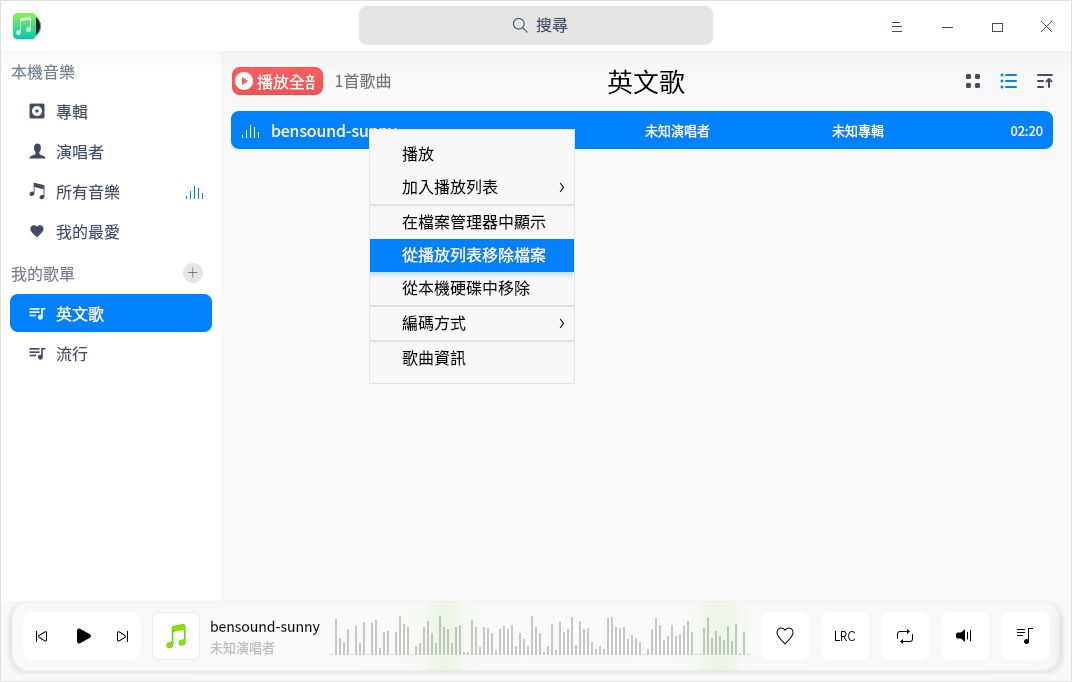 搜尋
本機音樂
專輯
演唱者
所有音樂
我的最愛
我的歌單
英文歌
流行
播放全部
1首歌曲
英文歌
bensound-sunny
未知演唱者
未知專輯
02:20
播放
加入播放列表
在檔案管理器中顯示
從播放列表移除檔案
從本機硬碟中移除
編碼方式
歌曲資訊
bensound-sunny
未知演唱者
LRC